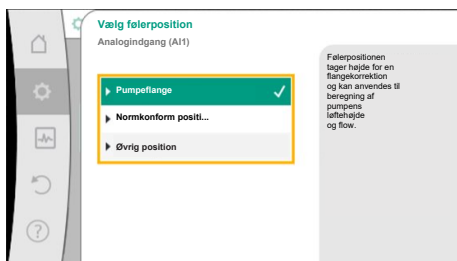 Vælg følerposition
Analogindgang (AI1)
Pumpeflange
Normkonform positi...
Øvrig position
Følerpositionen
tager højde for en
flangekorrektion
og kan anvendes til
beregning af
pumpens
løftehøjde
og flow.